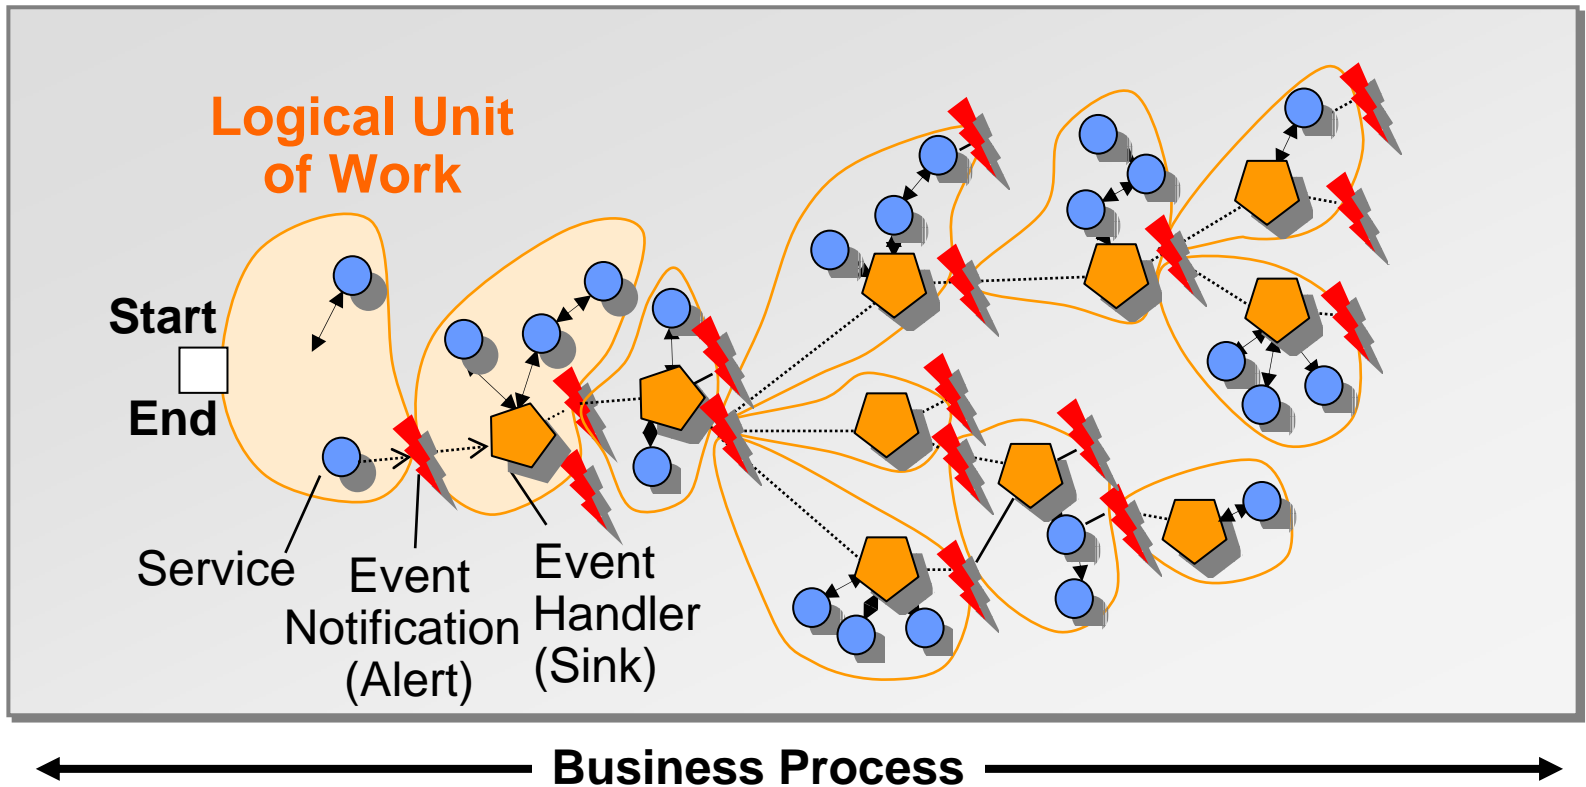 Logical Unit
of Work
Start
End
Service
Event
Notification
(Alert)
Event
Handler
(Sink)
Business Process